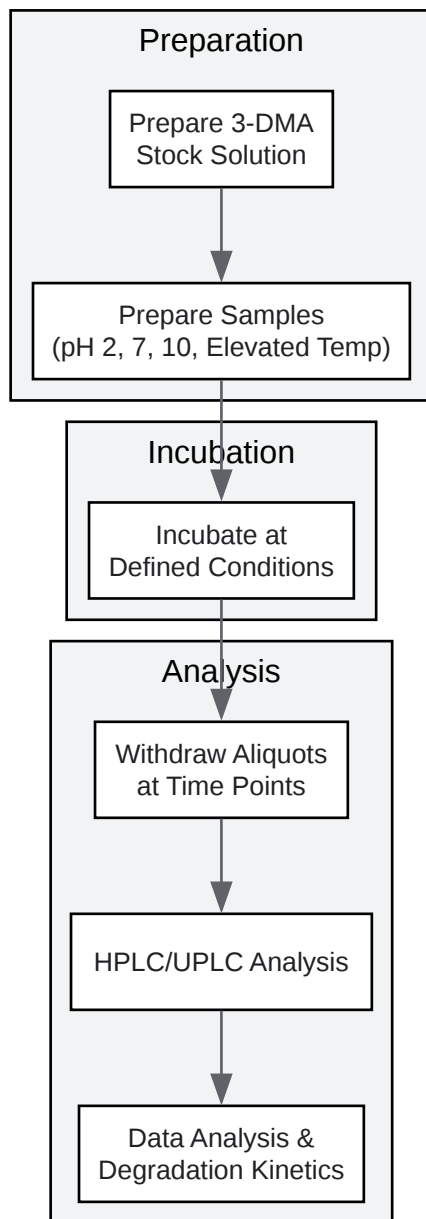 Preparation
Prepare 3-DMA
Stock Solution
Prepare Samples
(pH 2, 7, 10, Elevated Temp)
Incubation
Incubate at
Defined Conditions
Analysis
Withdraw Aliquots
at Time Points
HPLC/UPLC Analysis
Data Analysis &
Degradation Kinetics